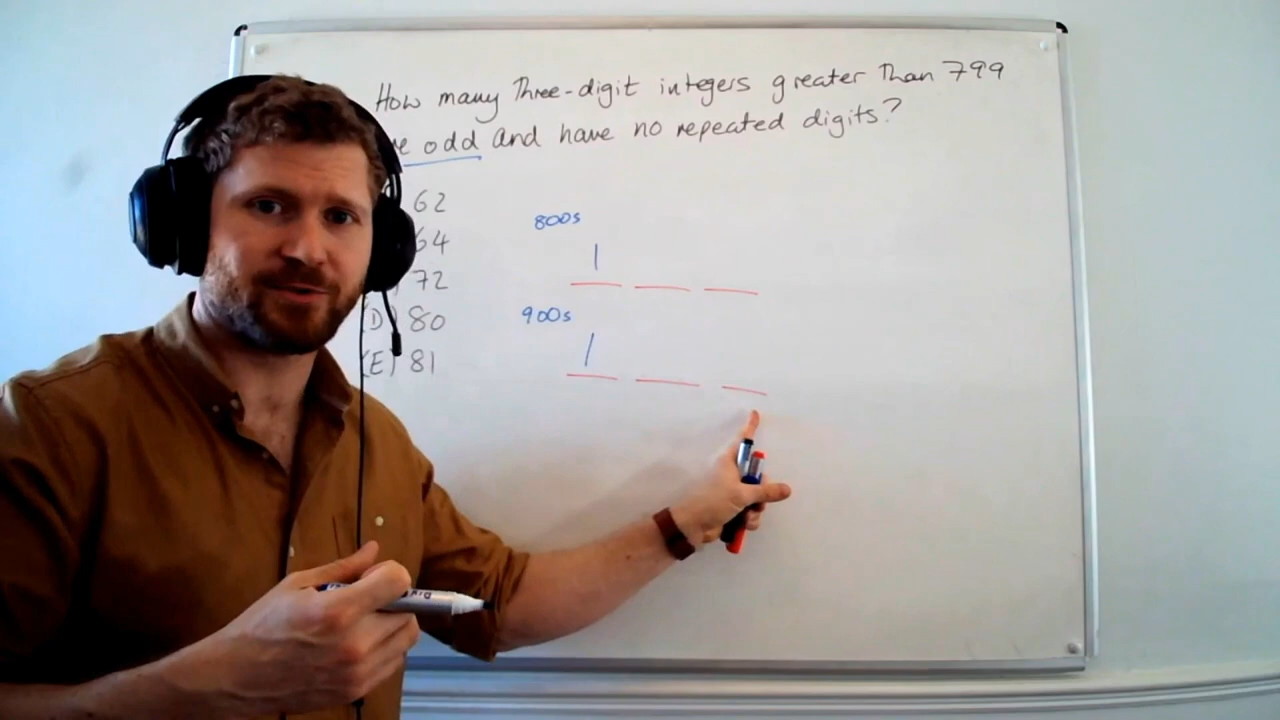 How many Three-digit integers greater Than 799
odd and have no repeated digits?
62
64
72
(D) 80
(E) 81
800s
1
900s
1